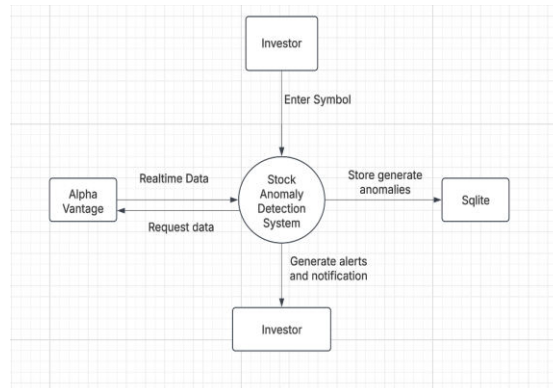 Investor
Enter Symbol
Realtime Data
Alpha
Vantage
Request data
Stock
Anomaly
Detection
System
Store generate
anomalies
Sqlite
Generate alerts
and notification
Investor